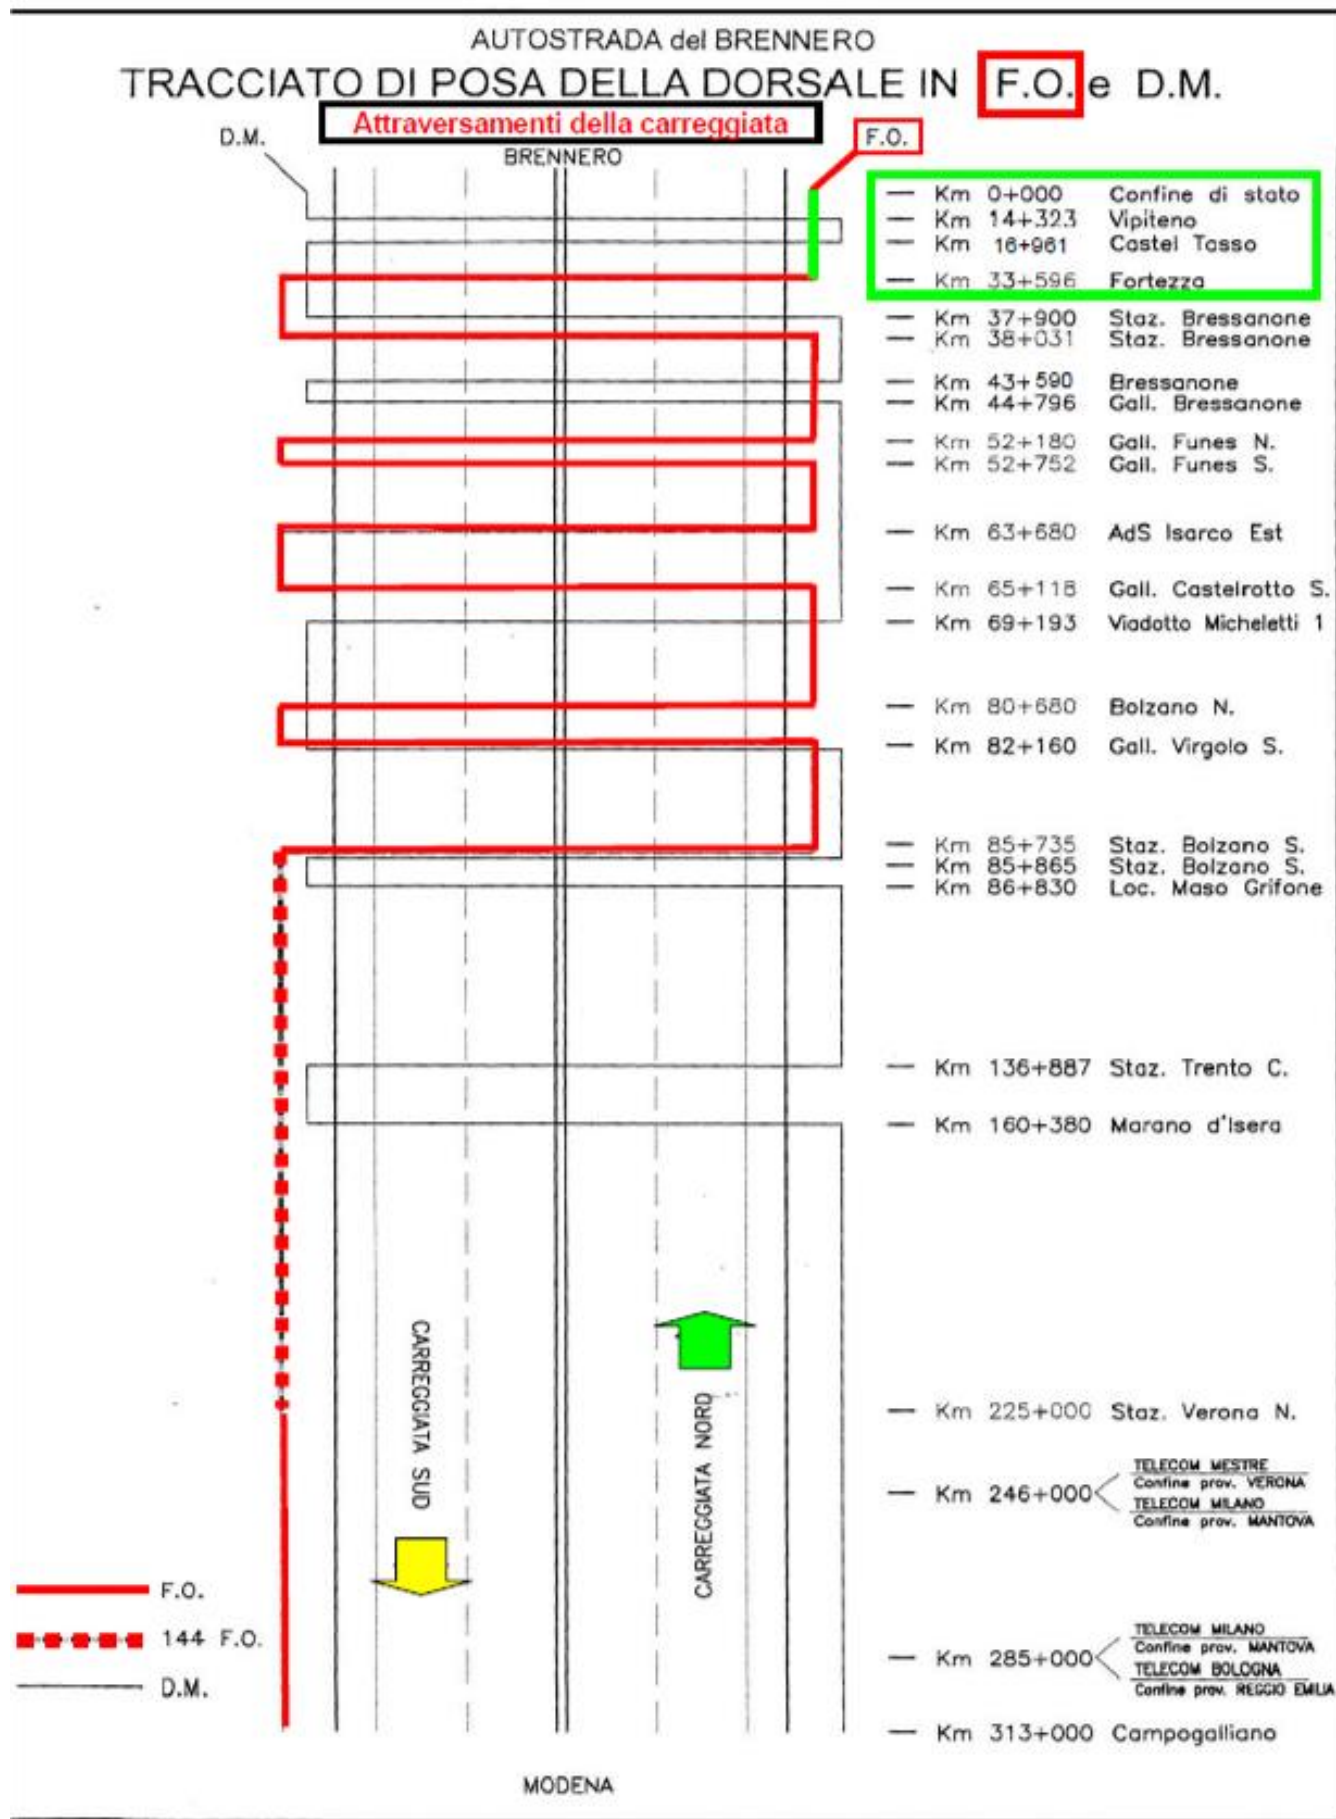 AUTOSTRADA del BRENNERO
TRACCIATO DI POSA DELLA DORSALE IN F.O. e D.M.
Attraversamenti della carreggiata
D.M.
F.O.
BRENNERO
Km 0+000 Confine di stato
Km 14+323 Vipiteno
Km 16+961 Castel Tasso
Km 33+596 Fortezza
Km 37+900 Staz. Bressanone
Km 38+031 Staz. Bressanone
Km 43+590 Bressanone
Km 44+796 Gall. Bressanone
Km 52+180 Gall. Funes N.
Km 52+752 Gall. Funes S.
Km 63+680 AdS Isarco Est
Km 65+118 Gall. Castelrotto S.
Km 69+193 Viadotto Micheletti 1
Km 80+680 Bolzano N.
Km 82+160 Gall. Virgolo S.
Km 85+735 Staz. Bolzano S.
Km 85+865 Staz. Bolzano S.
Km 86+830 Loc. Maso Grifone
Km 136+887 Staz. Trento C.
Km 160+380 Marano d'Isera
CARREGGIATA SUD
CARREGGIATA NORD
Km 225+000 Staz. Verona N.
TELECOM MESTRE
Confine prov. VERONA
Km 246+000
TELECOM MILANO
Confine prov. MANTOVA
F.O.
144 F.O.
D.M.
TELECOM MILANO
Confine prov. MANTOVA
Km 285+000
TELECOM BOLOGNA
Confine prov. REGGIO EMILIA
Km 313+000 Campogalliano
MODENA